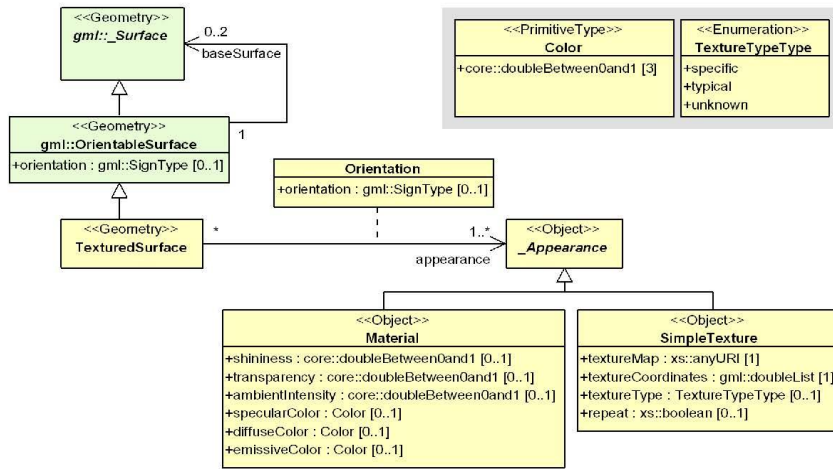 <<Geometry>>
gml::_Surface
0..2
baseSurface
1
<<Geometry>>
gml::OrientableSurface
+orientation : gml::SignType [0..1]
<<PrimitiveType>>
Color
+core::doubleBetween0and1 [3]
<<Enumeration>>
TextureTypeType
+specific
+typical
+unknown
Orientation
+orientation : gml::SignType [0..1]
<<Geometry>>
TexturedSurface
*
1..*
appearance
<<Object>>
_Appearance
<<Object>>
Material
+shininess : core::doubleBetween0and1 [0..1]
+transparency : core::doubleBetween0and1 [0..1]
+ambientIntensity : core::doubleBetween0and1 [0..1]
+specularColor : Color [0..1]
+diffuseColor : Color [0..1]
+emissiveColor : Color [0..1]
<<Object>>
SimpleTexture
+textureMap : xs::anyURI [1]
+textureCoordinates : gml::doubleList [1]
+textureType : TextureTypeType [0..1]
+repeat : xs::boolean [0..1]